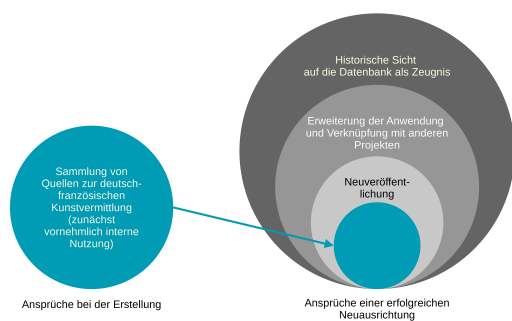 Historische Sicht
auf die Datenbank als Zeugnis
Erweiterung der Anwendung
und Verknüpfung mit anderen
Projekten
Neuveröffent-
lichung
Sammlung von
Quellen zur deutsch-
französischen
Kunstvermittlung
(zunächst
vornehmlich interne
Nutzung)
Ansprüche bei der Erstellung
Ansprüche einer erfolgreichen
Neuausrichtung